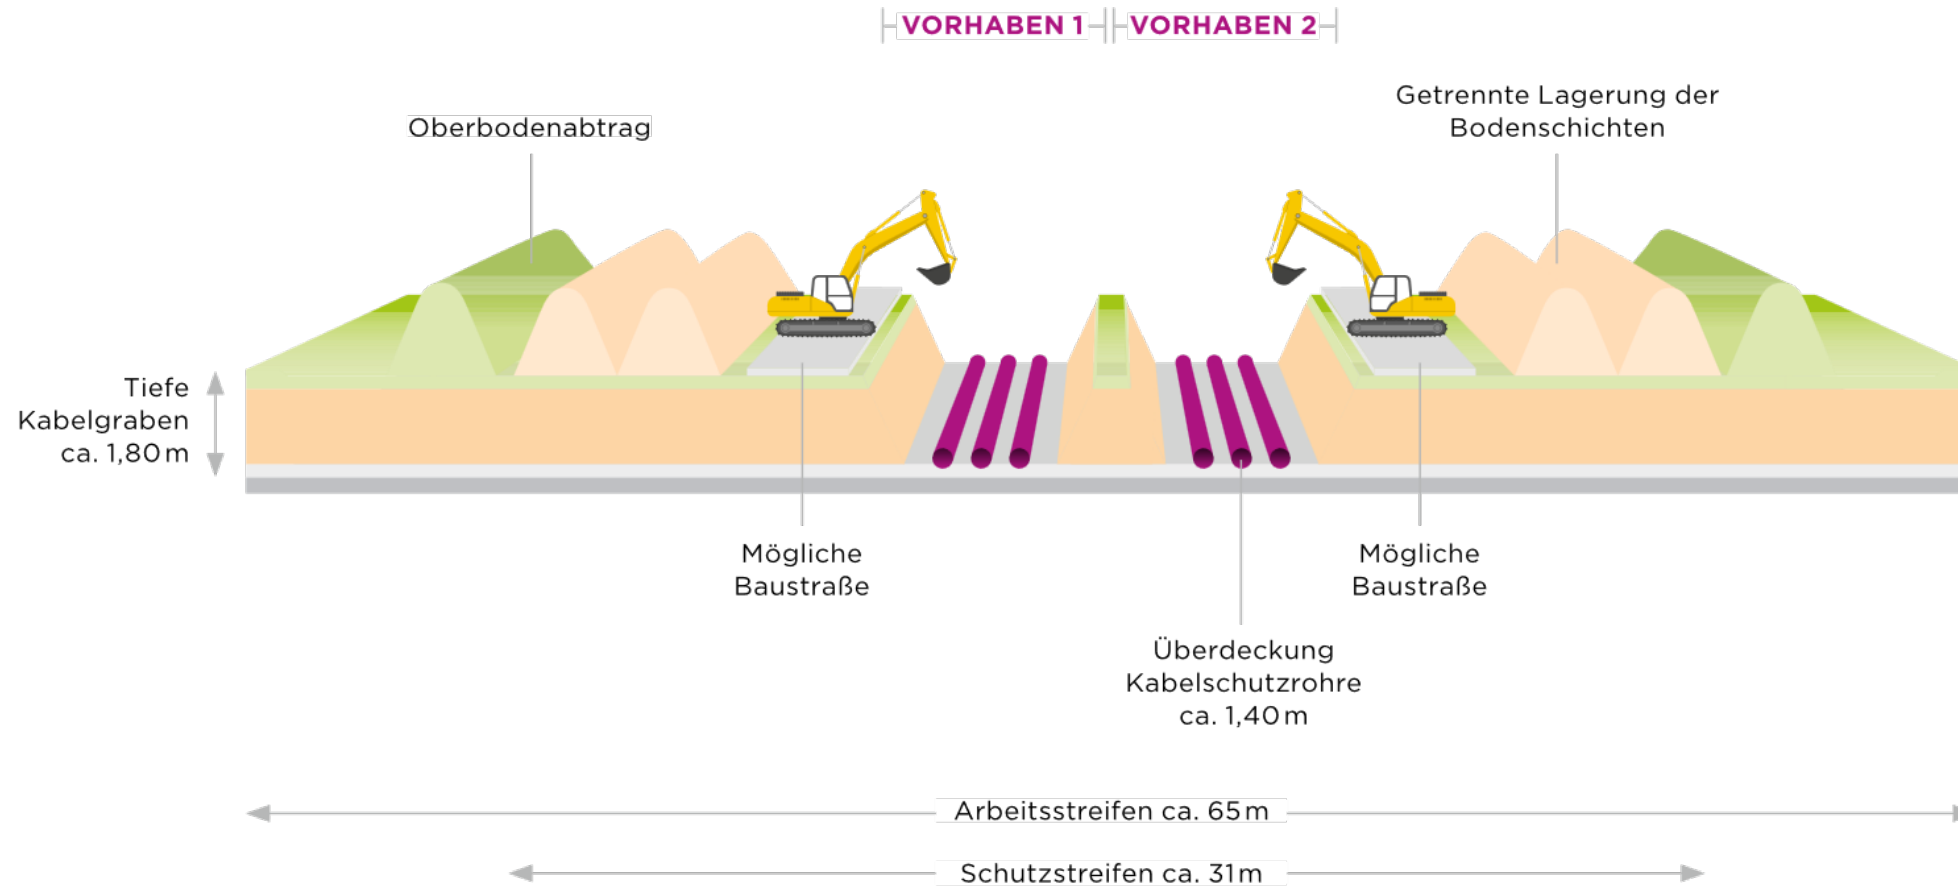 VORHABEN 1
VORHABEN 2
Oberbodenabtrag
Getrennte Lagerung der
Bodenschichten
Tiefe
Kabelgraben
ca. 1,80 m
Mögliche
Baustraße
Mögliche
Baustraße
Überdeckung
Kabelschutzrohre
ca. 1,40 m
Arbeitsstreifen ca. 65 m
Schutzstreifen ca. 31 m